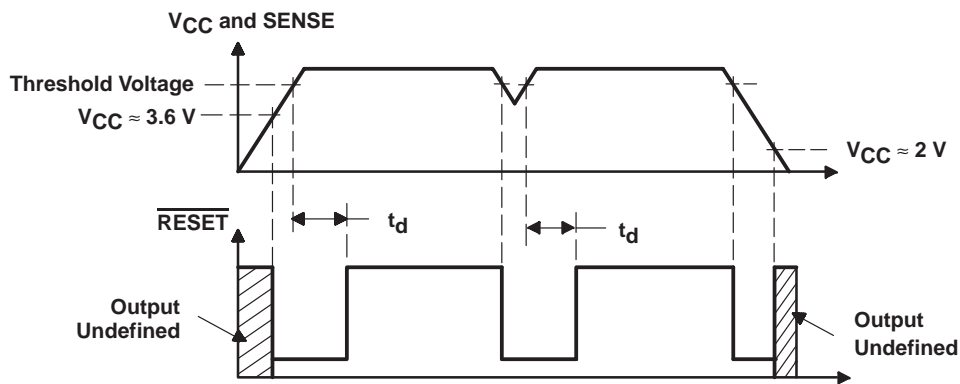 VCC and SENSE
Threshold Voltage
VCC ≈ 3.6 V
VCC ≈ 2 V
RESET
td
td
Output
Undefined
Output
Undefined